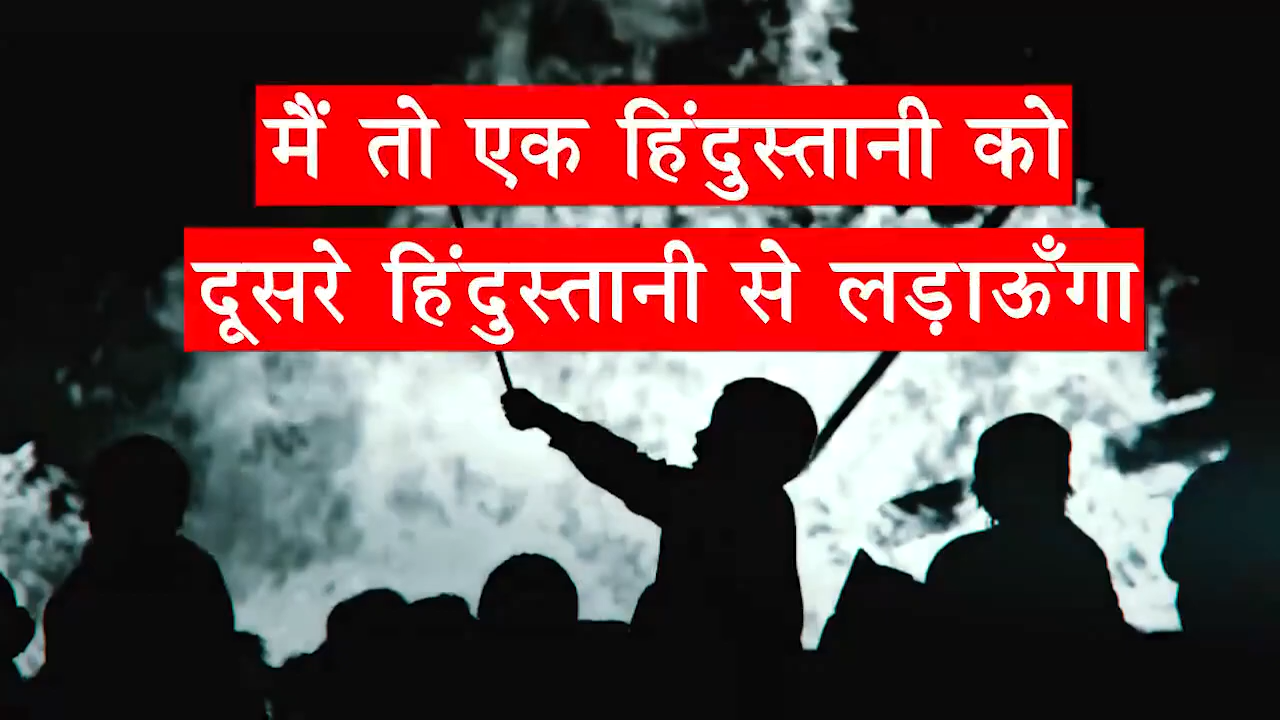 मैं तो एक हिंदुस्तानी को
दूसरे हिंदुस्तानी से लड़ाऊँगा